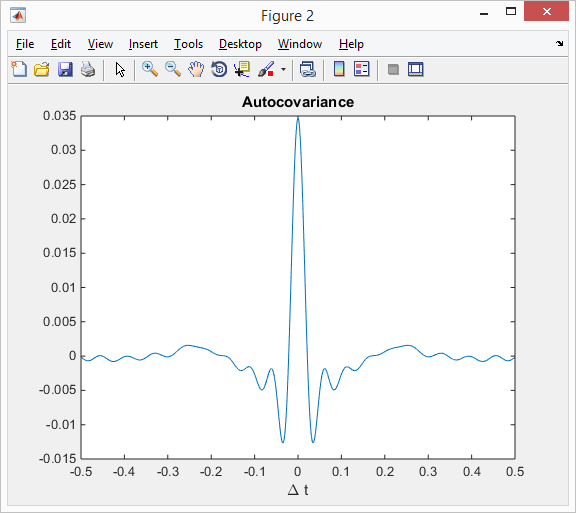 Figure 2
File Edit View Insert Tools Desktop Window Help
Autocovariance
0.035
0.03
0.025
0.02
0.015
0.01
0.005
0
-0.005
-0.01
-0.015
-0.5 -0.4 -0.3 -0.2 -0.1 0 0.1 0.2 0.3 0.4 0.5
Δ t